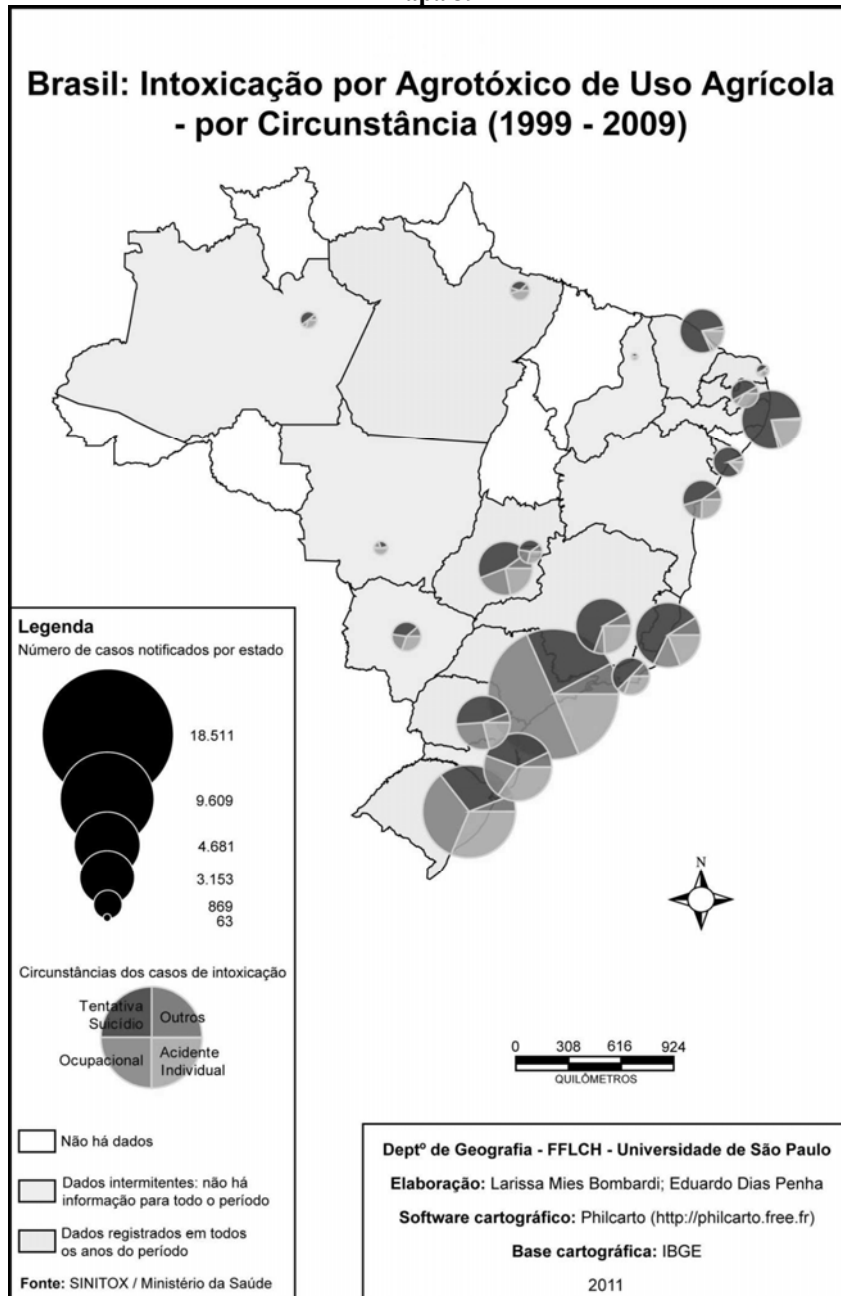 Brasil: Intoxicação por Agrotóxico de Uso Agrícola
- por Circunstância (1999 - 2009)
Legenda
Número de casos notificados por estado
18.511
9.609
4.681
3.153
869
63
Circunstâncias dos casos de intoxicação
Tentativa
Suicídio
Outros
Ocupacional
Acidente
Individual
Não há dados
Dados intermitentes: não há
informação para todo o período
Dados registrados em todos
os anos do período
Fonte: SINITOX / Ministério da Saúde
N
0 308 616 924
QUILÔMETROS
Deptº de Geografia - FFLCH - Universidade de São Paulo
Elaboração: Larissa Mies Bombardi; Eduardo Dias Penha
Software cartográfico: Philcarto (http://philcarto.free.fr)
Base cartográfica: IBGE
2011